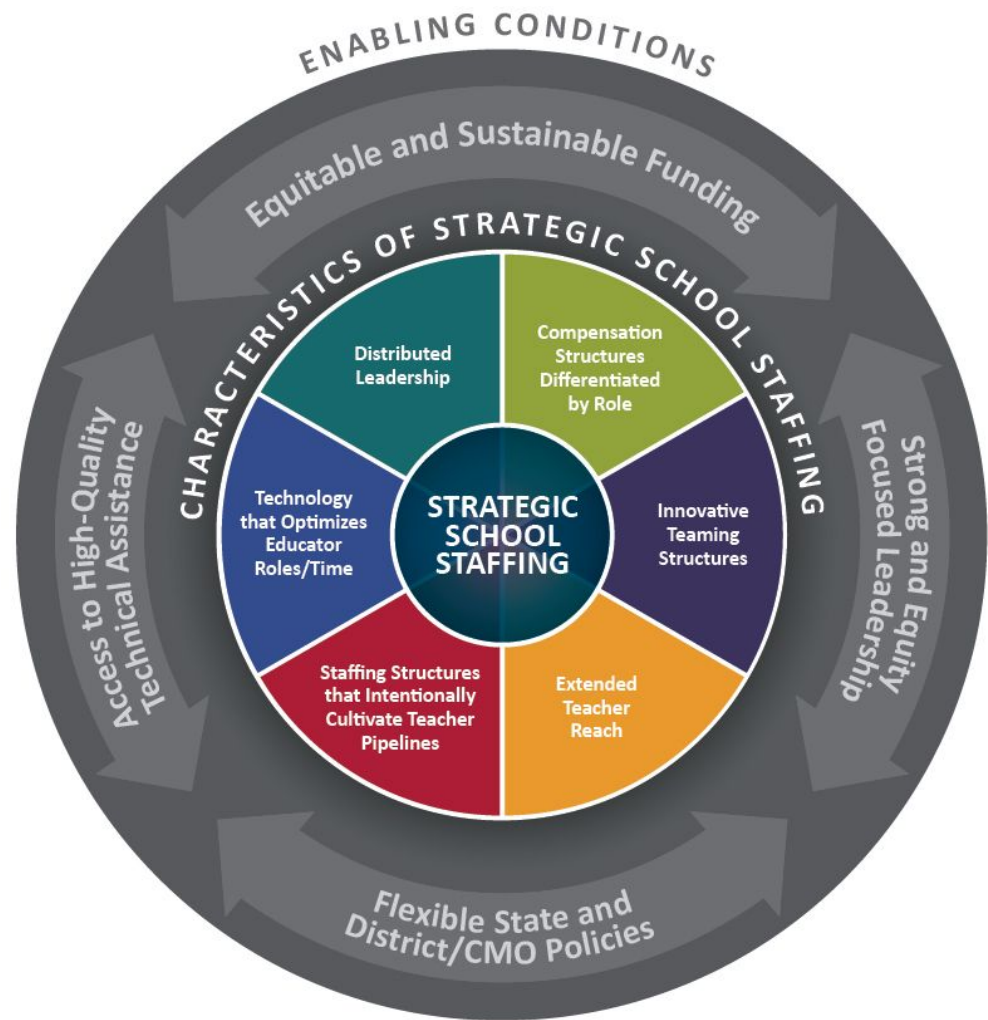 ENABLING CONDITIONS
Equitable and Sustainable Funding
CHARACTERISTICS OF STRATEGIC SCHOOL STAFFING
Distributed
Leadership
Compensation
Structures
Differentiated
by Role
Technology
that Optimizes
Educator
Roles/Time
STRATEGIC
SCHOOL
STAFFING
Innovative
Teaming
Structures
Staffing Structures
that Intentionally
Cultivate Teacher
Pipelines
Extended
Teacher
Reach
Access to High-Quality
Technical Assistance
Strong and Equity
Focused Leadership
Flexible State and
District/CMO Policies